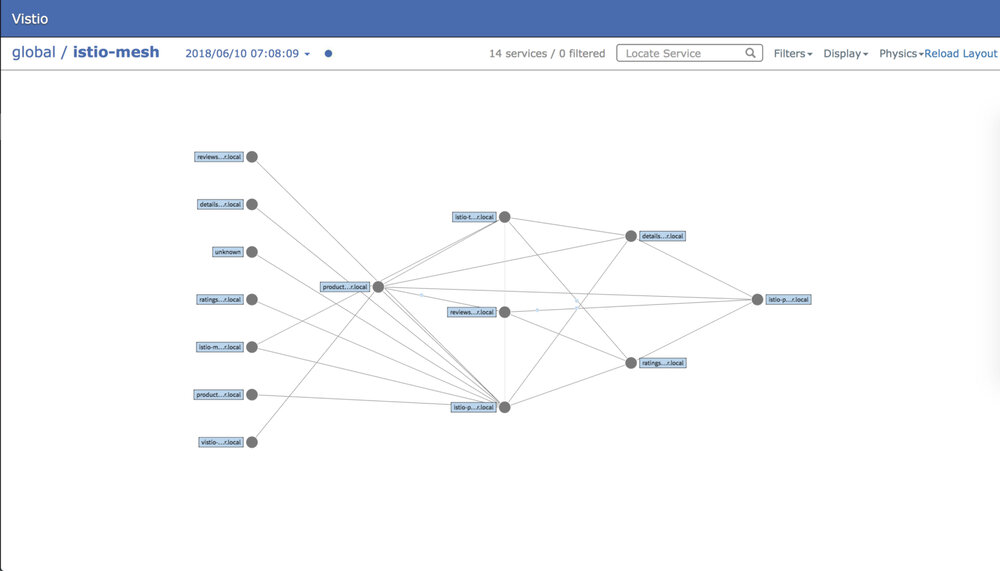 Vistio
global / istio-mesh 2018/06/10 07:08:09 14 services / 0 filtered Locate Service Filters Display Physics Reload Layout
reviews...r.local
details...r.local
istio-t...r.local
details...r.local
unknown
product...r.local
ratings...r.local
istio-p...r.local
reviews...r.local
istio-m...r.local
ratings...r.local
product...r.local
istio-p...r.local
vistio-...r.local